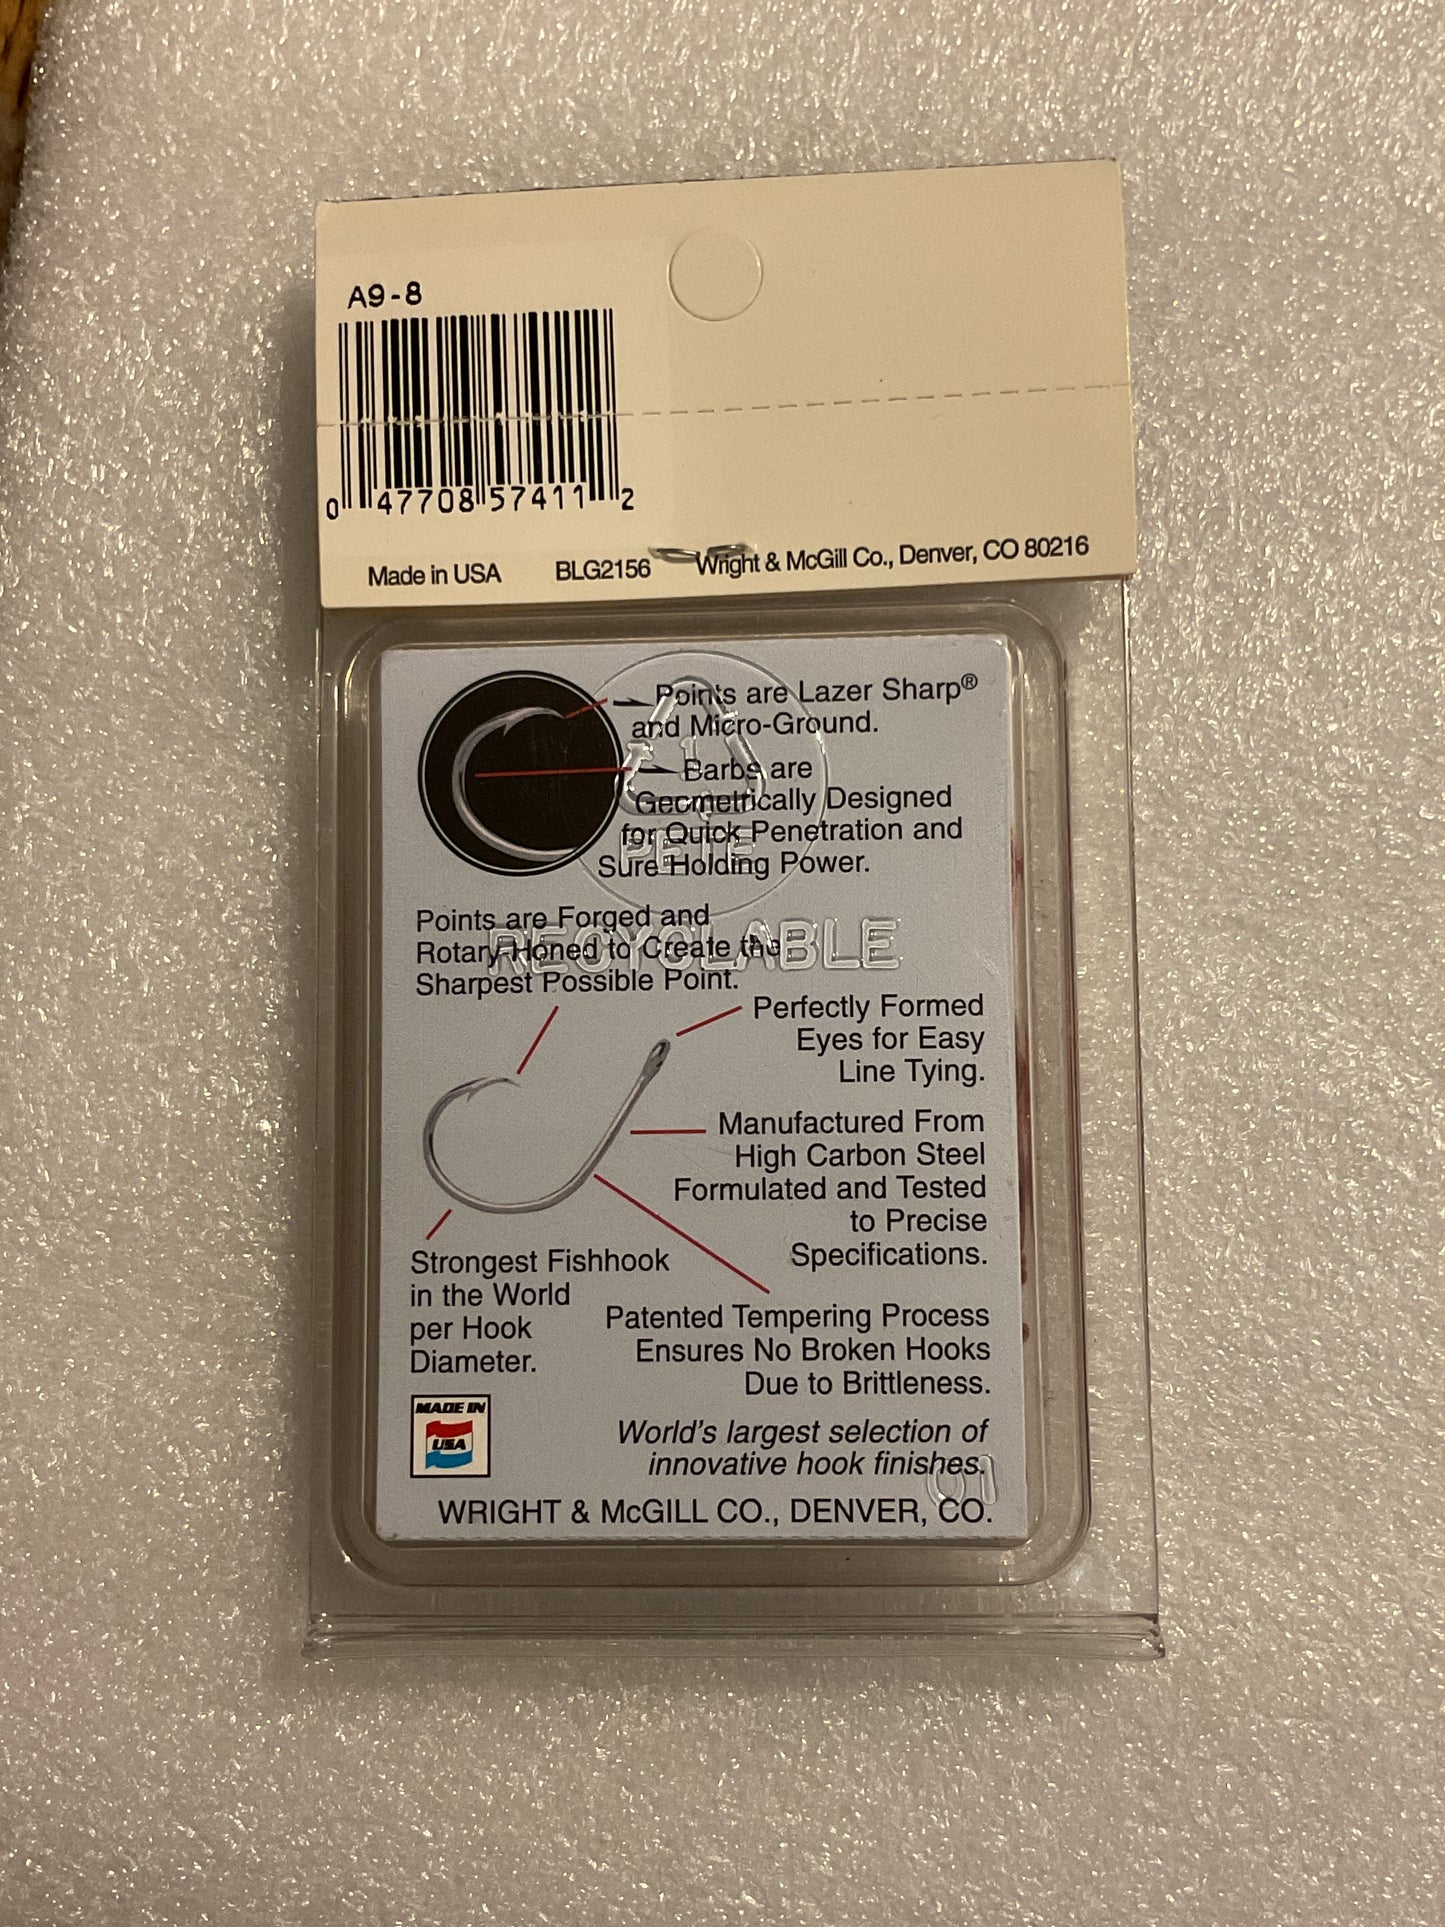 A9-8
0 47708 57411 2
Made in USA BLG2156 Wright & McGill Co., Denver, CO 80216
Points are Lazer Sharp®
and Micro-Ground.
Barbs are
Geometrically Designed
for Quick Penetration and
Sure Holding Power.
1
PETE
RECYCLABLE
Points are Forged and
Rotary-Honed to Create the
Sharpest Possible Point.
Perfectly Formed
Eyes for Easy
Line Tying.
Manufactured From
High Carbon Steel
Formulated and Tested
to Precise
Specifications.
Strongest Fishhook
in the World
per Hook
Diameter.
Patented Tempering Process
Ensures No Broken Hooks
Due to Brittleness.
MADE IN
USA
World's largest selection of
innovative hook finishes.
01
WRIGHT & McGILL CO., DENVER, CO.